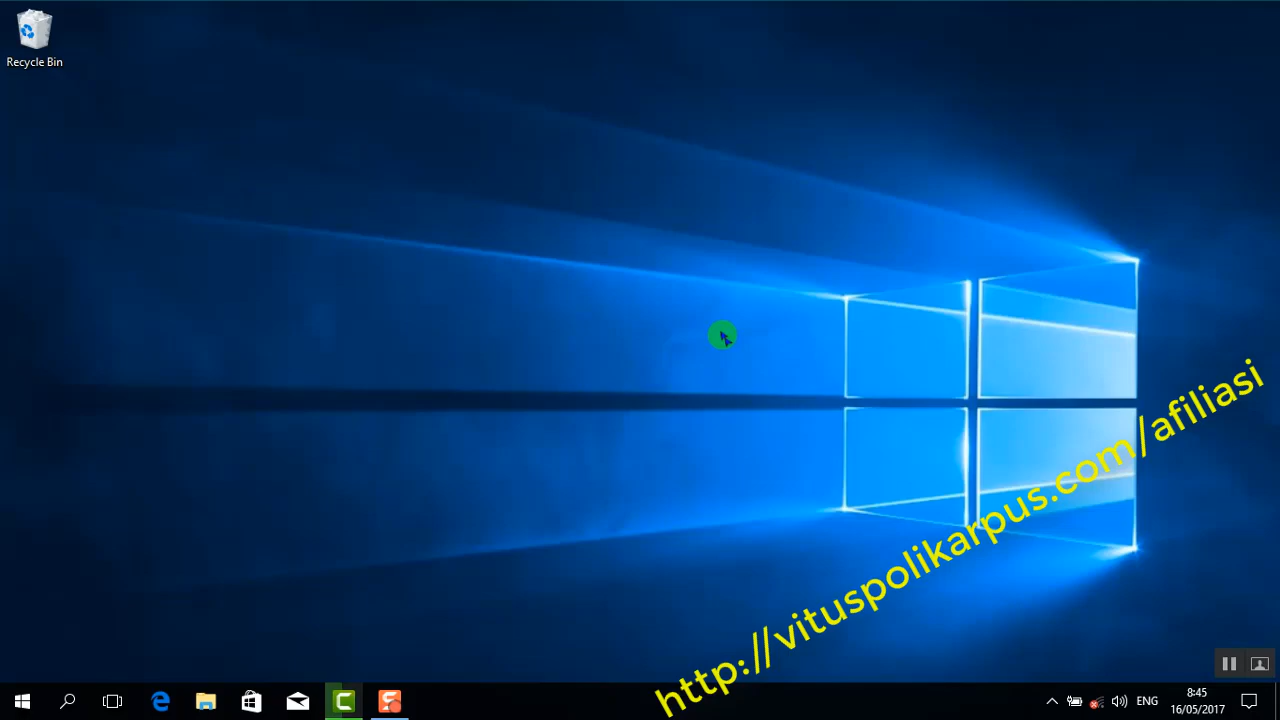 Recycle Bin
http://vituspolikarpus.com/afiliasi
ENG
8:45
16/05/2017